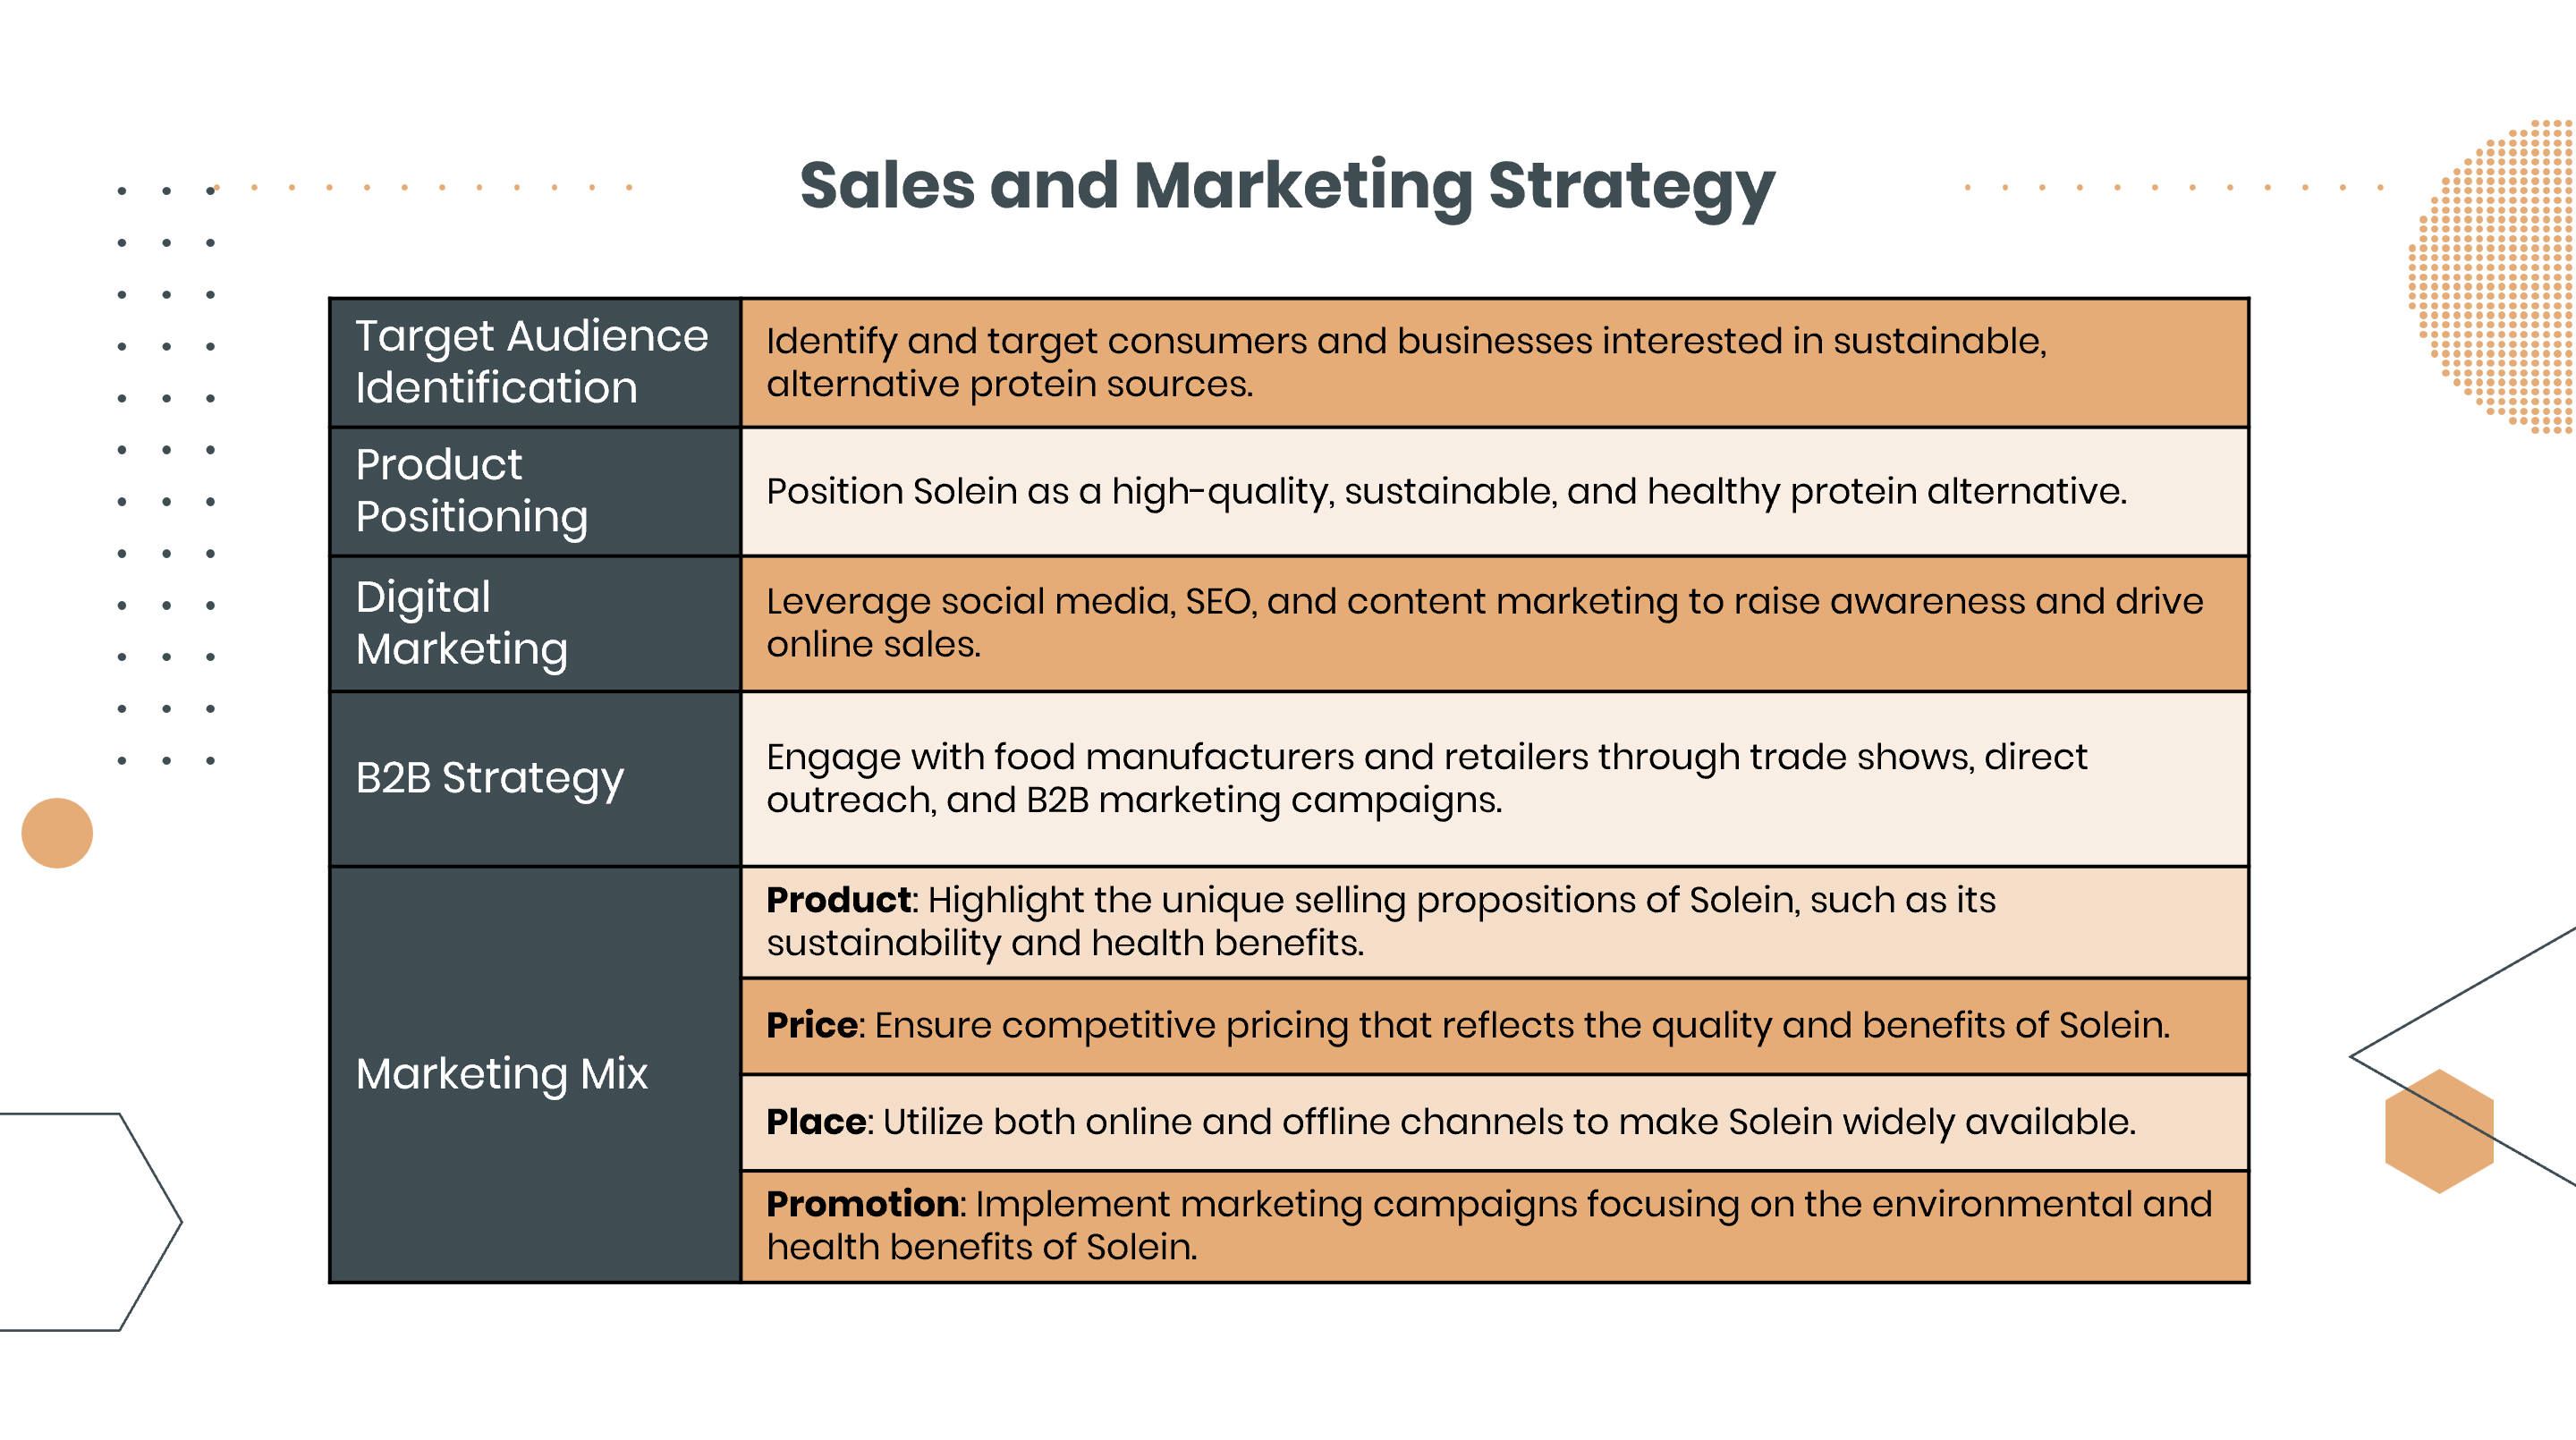 Sales and Marketing Strategy
Target Audience
Identification
Identify and target consumers and businesses interested in sustainable,
alternative protein sources.
Product
Positioning
Position Solein as a high-quality, sustainable, and healthy protein alternative.
Digital
Marketing
Leverage social media, SEO, and content marketing to raise awareness and drive
online sales.
B2B Strategy
Engage with food manufacturers and retailers through trade shows, direct
outreach, and B2B marketing campaigns.
Marketing Mix
Product: Highlight the unique selling propositions of Solein, such as its
sustainability and health benefits.
Price: Ensure competitive pricing that reflects the quality and benefits of Solein.
Place: Utilize both online and offline channels to make Solein widely available.
Promotion: Implement marketing campaigns focusing on the environmental and
health benefits of Solein.